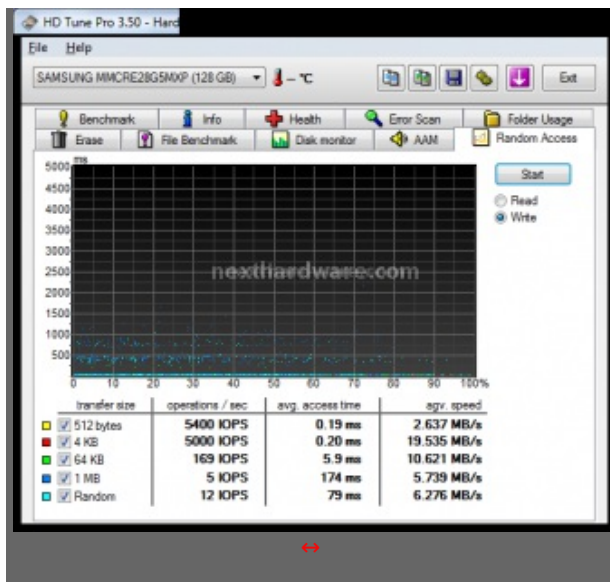 HD Tune Pro 3.50 - Hard
File Help
SAMSUNG MMCRE28G5MXP (128 GB) – °C Exit
Benchmark Info Health Error Scan Folder Usage
Erase File Benchmark Disk monitor AAM Random Access
ms
5000
4500
4000
3500
3000
2500
2000
1500
1000
500
0 10 20 30 40 50 60 70 80 90 100%
Start
Read
Write
nexthardware.com
transfer size operations / sec avg. access time agv. speed
512 bytes 5400 IOPS 0.19 ms 2.637 MB/s
4 KB 5000 IOPS 0.20 ms 19.535 MB/s
64 KB 169 IOPS 5.9 ms 10.621 MB/s
1 MB 5 IOPS 174 ms 5.739 MB/s
Random 12 IOPS 79 ms 6.276 MB/s